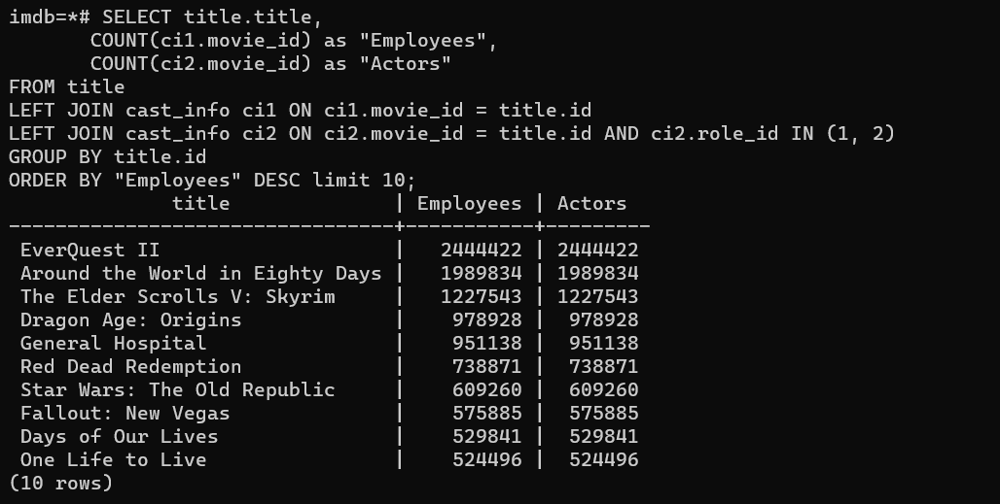 imdb=*# SELECT title.title,
       COUNT(ci1.movie_id) as "Employees",
       COUNT(ci2.movie_id) as "Actors"
FROM title
LEFT JOIN cast_info ci1 ON ci1.movie_id = title.id
LEFT JOIN cast_info ci2 ON ci2.movie_id = title.id AND ci2.role_id IN (1, 2)
GROUP BY title.id
ORDER BY "Employees" DESC limit 10;
              title              | Employees | Actors
---------------------------------+-----------+---------
 EverQuest II                    |   2444422 | 2444422
 Around the World in Eighty Days |   1989834 | 1989834
 The Elder Scrolls V: Skyrim     |   1227543 | 1227543
 Dragon Age: Origins             |    978928 |  978928
 General Hospital                |    951138 |  951138
 Red Dead Redemption             |    738871 |  738871
 Star Wars: The Old Republic     |    609260 |  609260
 Fallout: New Vegas              |    575885 |  575885
 Days of Our Lives               |    529841 |  529841
 One Life to Live                |    524496 |  524496
(10 rows)